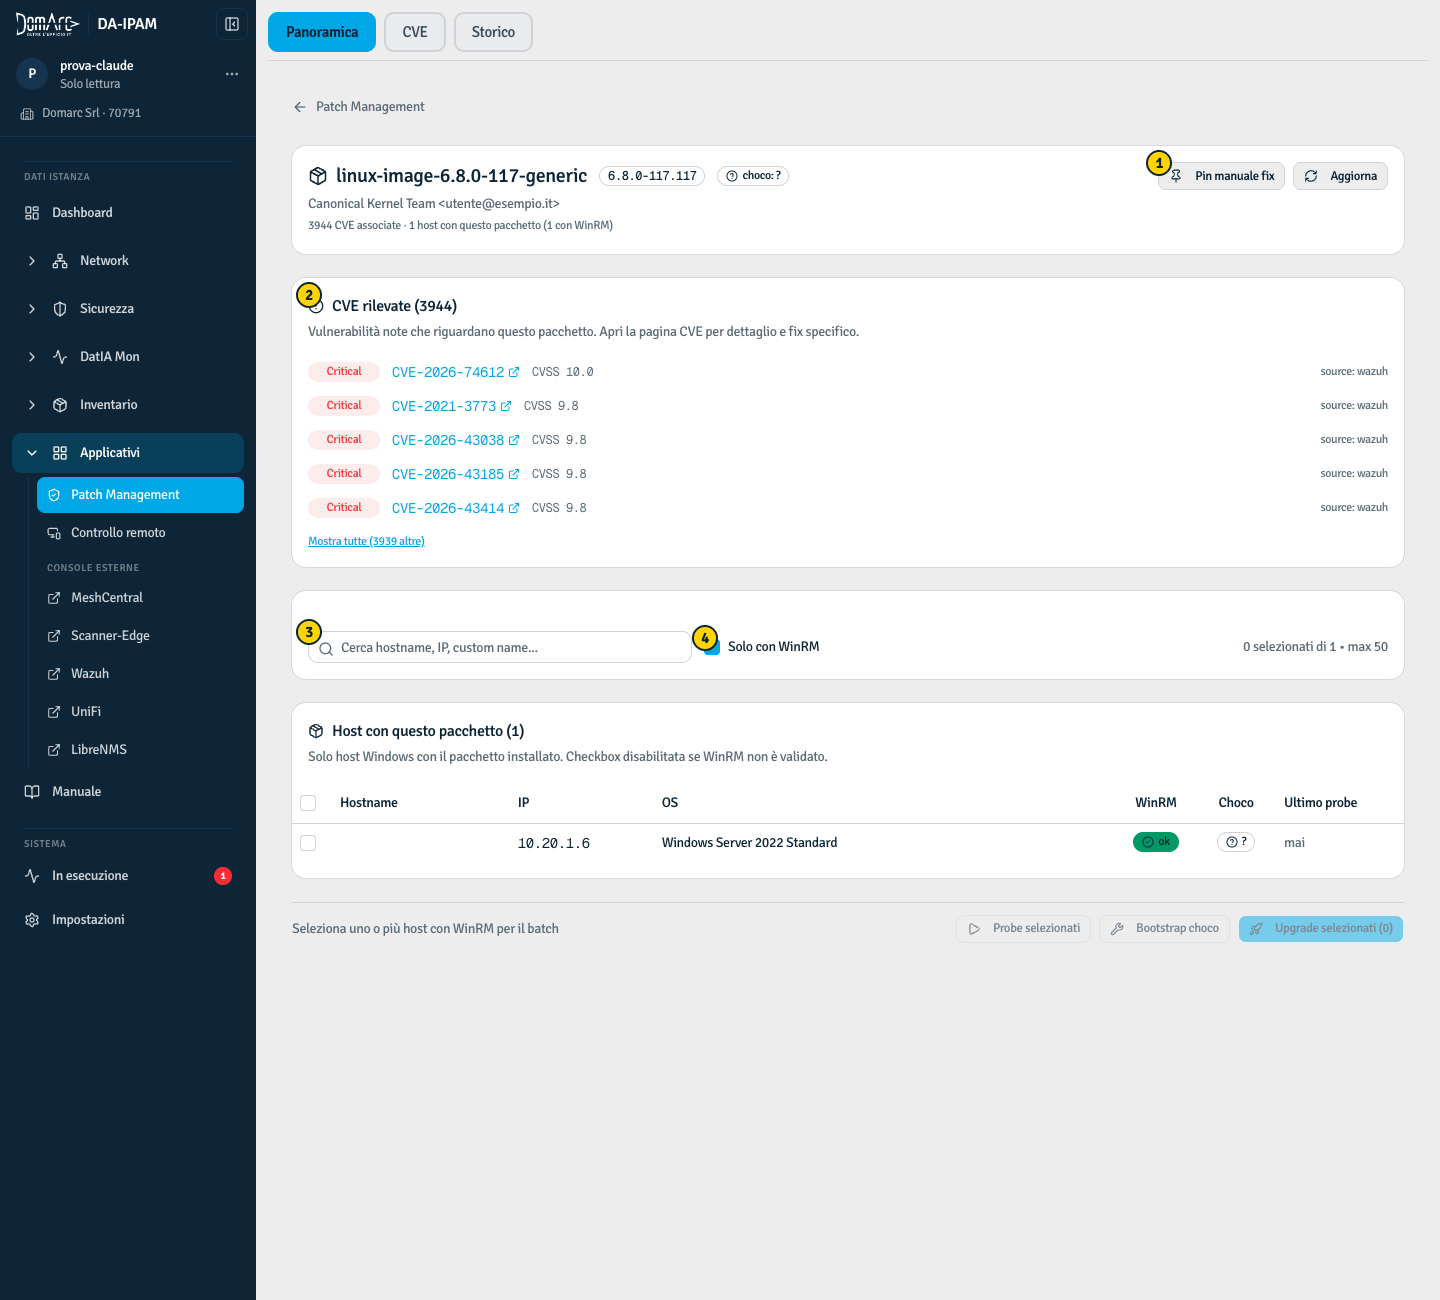 DomArc
OLTRE L'UFFICIO IT
DA-IPAM
P
prova-claude
Solo lettura
Domarc Srl · 70791
DATI ISTANZA
Dashboard
Network
Sicurezza
DatIA Mon
Inventario
Applicativi
Patch Management
Controllo remoto
CONSOLE ESTERNE
MeshCentral
Scanner-Edge
Wazuh
UniFi
LibreNMS
Manuale
SISTEMA
In esecuzione 1
Impostazioni
Panoramica CVE Storico
Patch Management
linux-image-6.8.0-117-generic 6.8.0-117.117 choco: ?
1 Pin manuale fix Aggiorna
Canonical Kernel Team <utente@esempio.it>
3944 CVE associate · 1 host con questo pacchetto (1 con WinRM)
2 CVE rilevate (3944)
Vulnerabilità note che riguardano questo pacchetto. Apri la pagina CVE per dettaglio e fix specifico.
Critical CVE-2026-74612 CVSS 10.0 source: wazuh
Critical CVE-2021-3773 CVSS 9.8 source: wazuh
Critical CVE-2026-43038 CVSS 9.8 source: wazuh
Critical CVE-2026-43185 CVSS 9.8 source: wazuh
Critical CVE-2026-43414 CVSS 9.8 source: wazuh
Mostra tutte (3939 altre)
3 Cerca hostname, IP, custom name... 4 Solo con WinRM 0 selezionati di 1 • max 50
Host con questo pacchetto (1)
Solo host Windows con il pacchetto installato. Checkbox disabilitata se WinRM non è validato.
Hostname IP OS WinRM Choco Ultimo probe
10.20.1.6 Windows Server 2022 Standard ok ? mai
Seleziona uno o più host con WinRM per il batch Probe selezionati Bootstrap choco Upgrade selezionati (0)